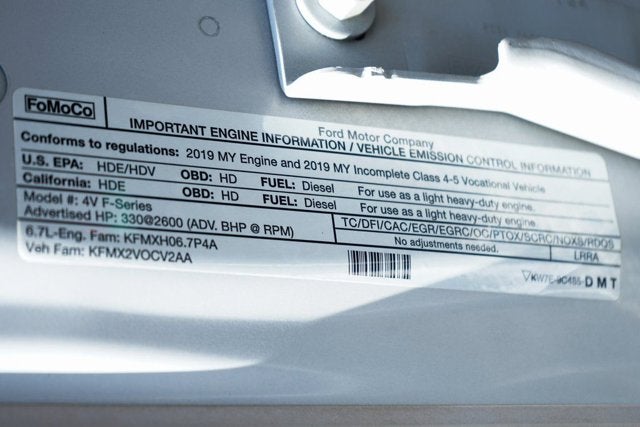 FoMoCo
Ford Motor Company
IMPORTANT ENGINE INFORMATION / VEHICLE EMISSION CONTROL INFORMATION
Conforms to regulations: 2019 MY Engine and 2019 MY Incomplete Class 4-5 Vocational Vehicle
U.S. EPA: HDE/HDV OBD: HD FUEL: Diesel For use as a light heavy-duty engine.
California: HDE OBD: HD FUEL: Diesel For use as a light heavy-duty engine.
Model #: 4V F-Series
Advertised HP: 330@2600 (ADV. BHP @ RPM)
TC/DFI/CAC/EGR/EGRC/OC/PTOX/SCRC/NOXS/RDQS
6.7L-Eng. Fam: KFMXH06.7P4A
No adjustments needed. LRRA
Veh Fam: KFMX2VOCV2AA
KW7E-9C485-DMT